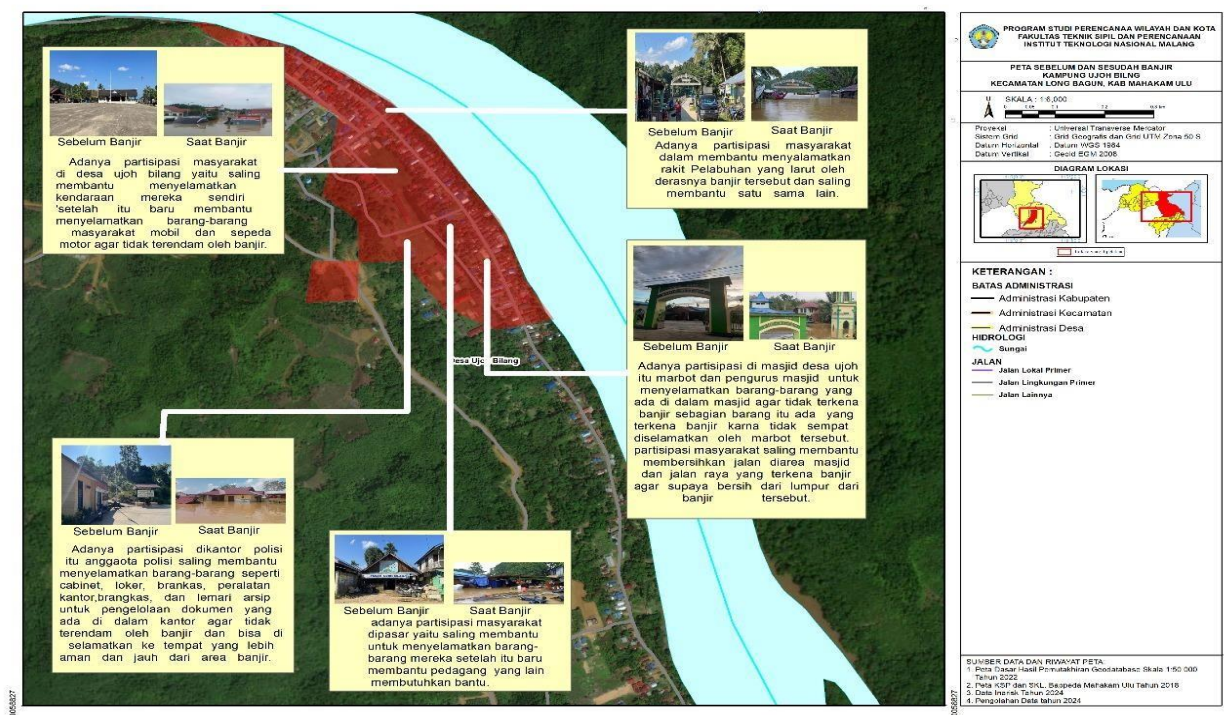 Sebelum Banjir
Saat Banjir
Adanya partisipasi masyarakat
di desa ujoh bilang yaitu saling
membantu menyelamatkan
kendaraan mereka sendiri
'setelah itu baru membantu
menyelamatkan barang-barang
masyarakat mobil dan sepeda
motor agar tidak terendam oleh banjir.
Sebelum Banjir
Saat Banjir
Adanya partisipasi masyarakat
dalam membantu menyalamatkan
rakit Pelabuhan yang larut oleh
derasnya banjir tersebut dan saling
membantu satu sama lain.
Sebelum Banjir
Saat Banjir
Adanya partisipasi di masjid desa ujoh
itu marbot dan pengurus masjid untuk
menyelamatkan barang-barang yang
ada di dalam masjid agar tidak terkena
banjir sebagian barang itu ada yang
terkena banjir karna tidak sempat
diselamatkan oleh marbot tersebut.
partisipasi masyarakat saling membantu
membersihkan jalan diarea masjid
dan jalan raya yang terkena banjir
agar supaya bersih dari lumpur dari
banjir tersebut.
Desa Ujoh Bilang
Sebelum Banjir
Saat Banjir
Adanya partisipasi dikantor polisi
itu anggaota polisi saling membantu
menyelamatkan barang-barang seperti
cabinet, loker, brankas, peralatan
kantor,brangkas, dan lemari arsip
untuk pengelolaan dokumen yang
ada di dalam kantor agar tidak
terendam oleh banjir dan bisa di
selamatkan ke tempat yang lebih
aman dan jauh dari area banjir.
Sebelum Banjir
Saat Banjir
adanya partisipasi masyarakat
dipasar yaitu saling membantu
untuk menyelamatkan barang-
barang mereka setelah itu baru
membantu pedagang yang lain
membutuhkan bantu.
PROGRAM STUDI PERENCANAA WILAYAH DAN KOTA
FAKULTAS TEKNIK SIPIL DAN PERENCANAAN
INSTITUT TEKNOLOGI NASIONAL MALANG
PETA SEBELUM DAN SESUDAH BANJIR
KAMPUNG UJOH BILNG
KECAMATAN LONG BAGUN, KAB MAHAKAM ULU
U
SKALA : 1:6,000
Proyeksi : Universal Transverse Mercator
Sistem Grid : Grid Geografis dan Grid UTM Zona 50 S
Datum Horizontal : Datum WGS 1984
Datum Vertikal : Geoid EGM 2008
DIAGRAM LOKASI
KETERANGAN :
BATAS ADMINISTRASI
Administrasi Kabupaten
Administrasi Kecamatan
Administrasi Desa
HIDROLOGI
Sungai
JALAN
Jalan Lokal Primer
Jalan Lingkungan Primer
Jalan Lainnya
SUMBER DATA DAN RIWAYAT PETA
1. Peta Dasar Hasil Pemutakhiran Geodatabase Skala 1:50 000
Tahun 2022
2. Peta KSP dan SKL, Bappeda Mahakam Ulu Tahun 2018
3. Data Inarisk Tahun 2024
4. Pengolahan Data tahun 2024